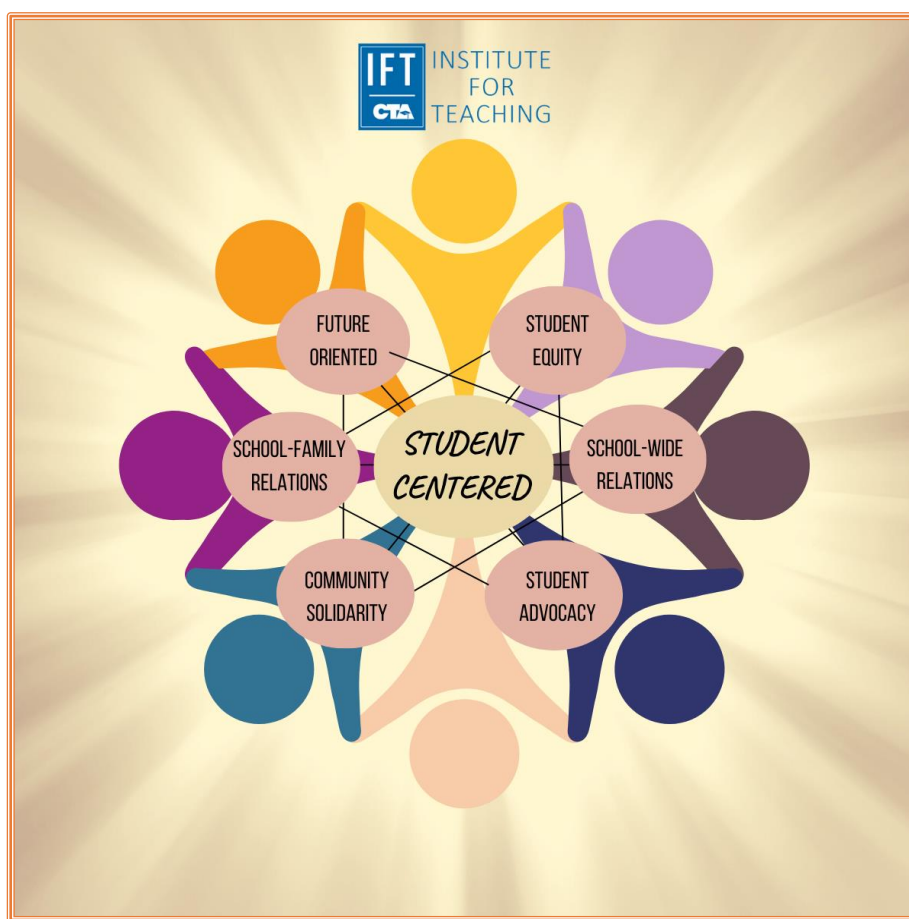 IFT
CTA
INSTITUTE
FOR
TEACHING
FUTURE
ORIENTED
STUDENT
EQUITY
SCHOOL-FAMILY
RELATIONS
STUDENT
CENTERED
SCHOOL-WIDE
RELATIONS
COMMUNITY
SOLIDARITY
STUDENT
ADVOCACY